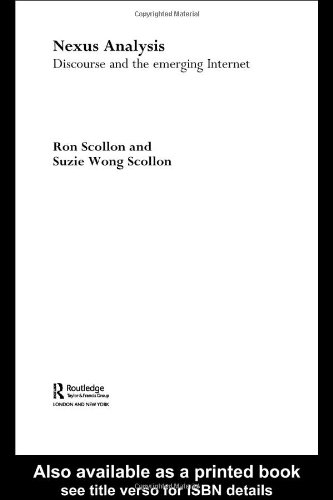 Copyrighted Material
Nexus Analysis
Discourse and the emerging Internet
Ron Scollon and
Suzie Wong Scollon
R Routledge
Taylor & Francis Group
LONDON AND NEW YORK
Copyrighted Material
Also available as a printed book
see title verso for ISBN details